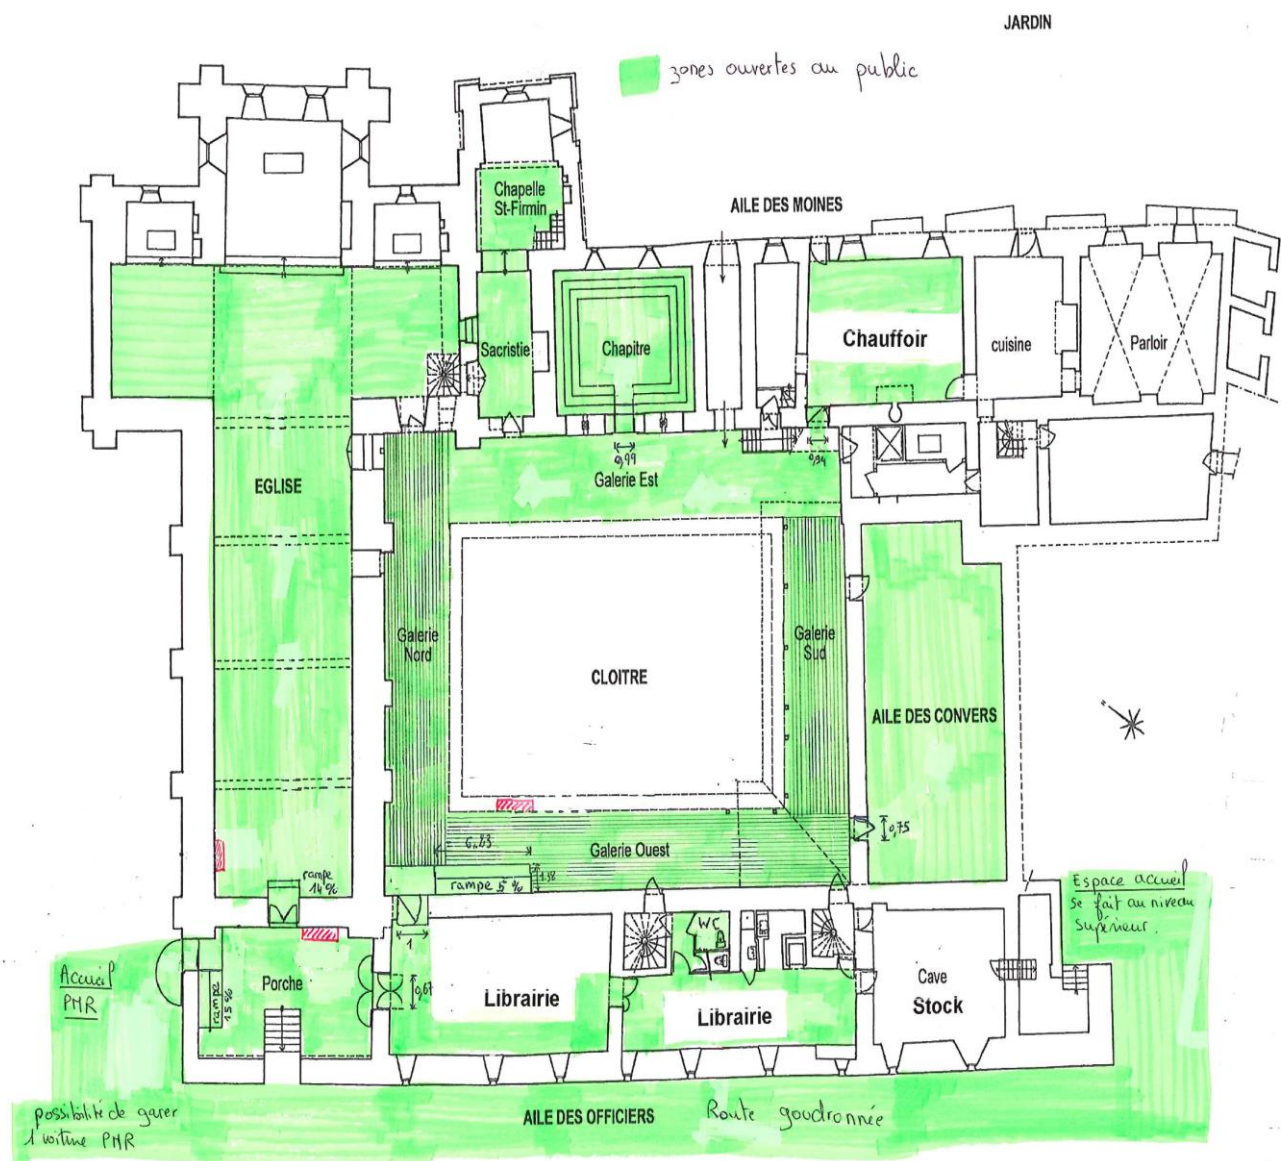 JARDIN
zones ouvertes au public
Chapelle
St-Firmin
AILE DES MOINES
Sacristie
Chapitre
Chauffoir
cuisine
Parloir
0,99
0,94
EGLISE
Galerie Est
Galerie
Nord
Galerie
Sud
CLOITRE
AILE DES CONVERS
0,75
6,83
Galerie Ouest
1,38
rampe 5 %
rampe
14 %
Espace accueil
se fait au niveau
supérieur.
WC
1
0,67
Accueil
PMR
rampe
15 %
Porche
Librairie
Librairie
Cave
Stock
possibilité de garer
1 voiture PMR
AILE DES OFFICIERS
Route goudronnée